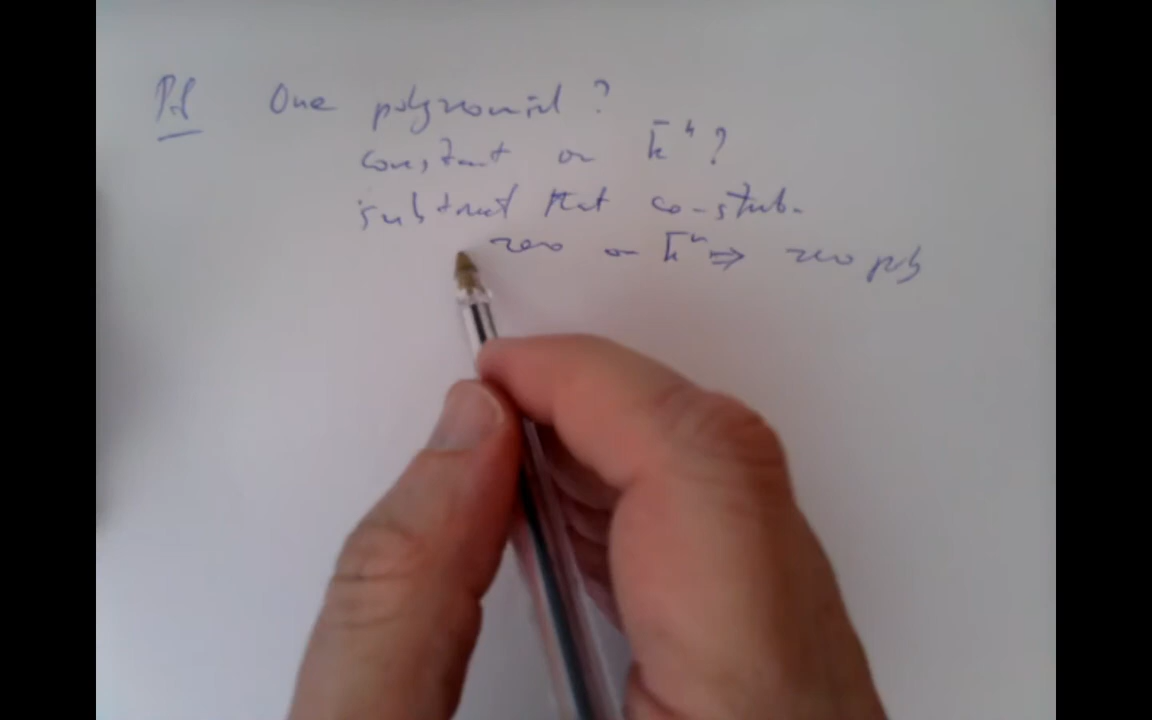 Pf One polynomial?
constant on k̄ⁿ?
subtract that constant.
zero on k̄ⁿ ⇒ zero poly